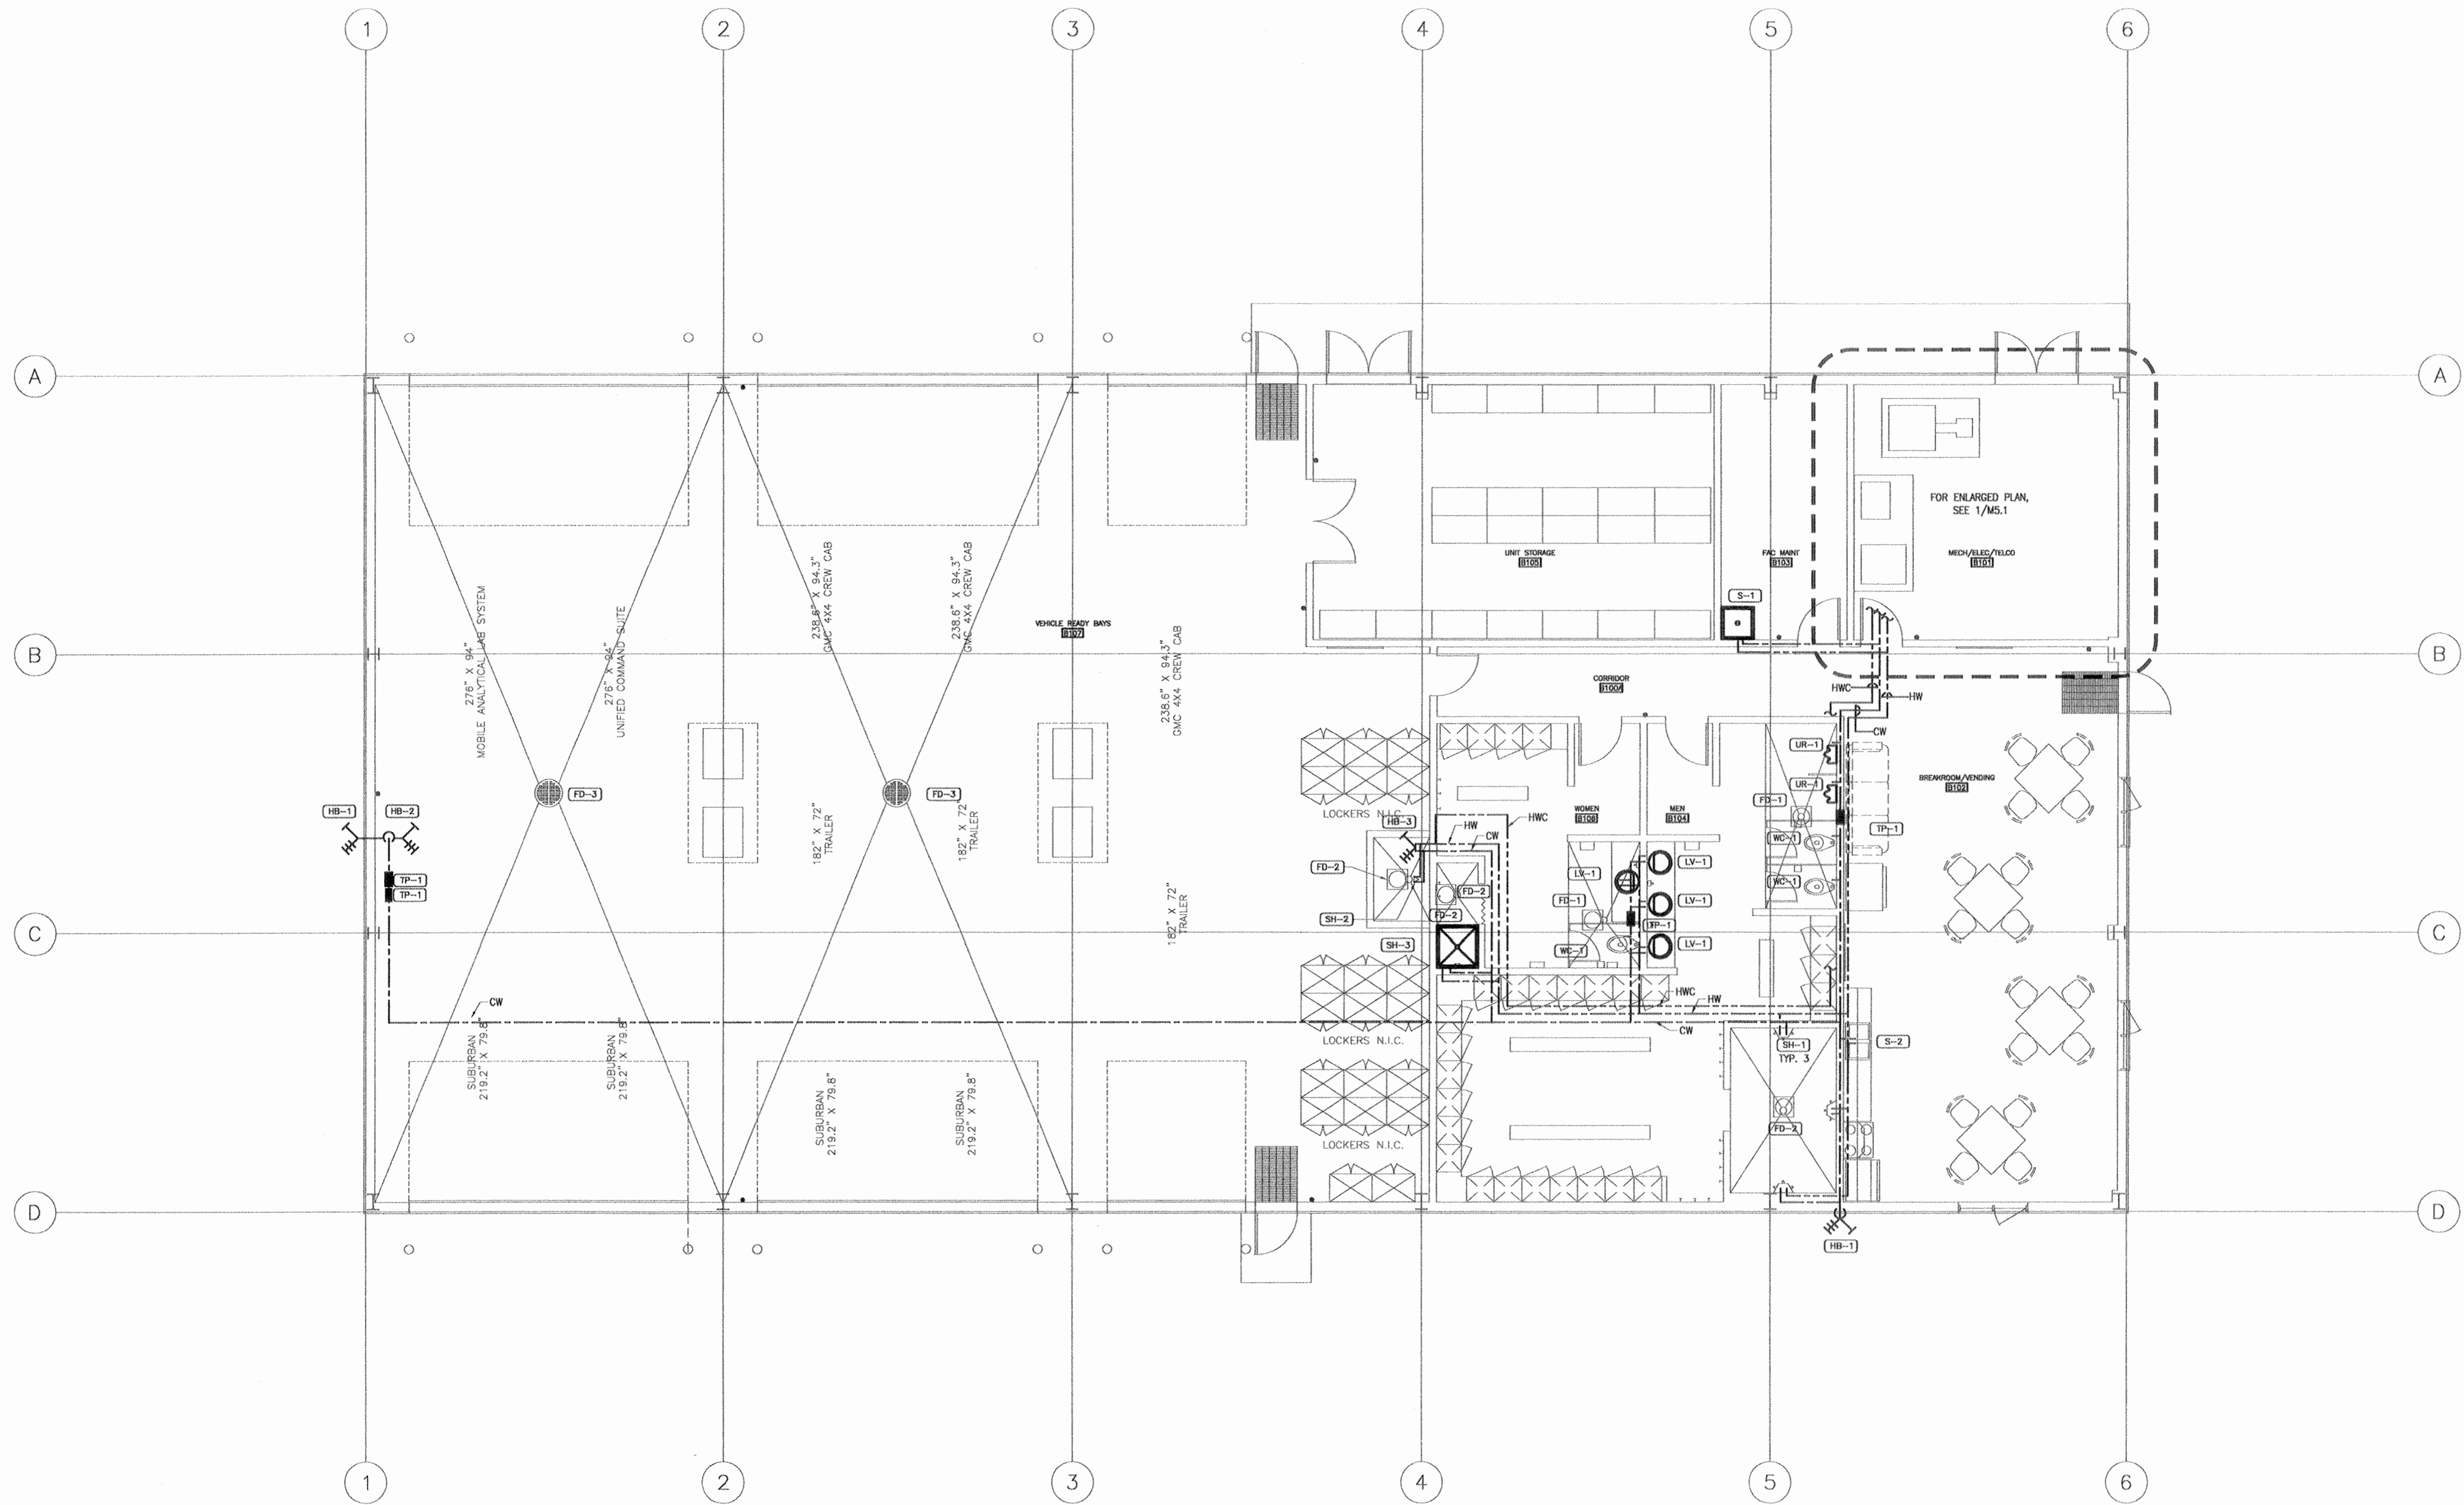 1 2 3 4 5 6
A A
FOR ENLARGED PLAN,
SEE 1/M5.1
UNIT STORAGE
B105
FAC MAINT
B103
MECH/ELEC/TELCO
B101
S-1
276" X 94"
MOBILE ANALYTICAL LAB SYSTEM
276" X 94"
UNIFIED COMMAND SUITE
238.6" X 94.3"
GMC 4X4 CREW CAB
238.6" X 94.3"
GMC 4X4 CREW CAB
VEHICLE READY BAYS
B107
238.6" X 94.3"
GMC 4X4 CREW CAB
B B
CORRIDOR
B100A
HWC
HW
CW
UR-1
UR-1
BREAKROOM/VENDING
B102
FD-3
FD-3
HB-1
HB-2
FD-1
LOCKERS N.I.C.
HB-3
HW
CW
HWC
WOMEN
B106
MEN
B104
TP-1
WC-1
182" X 72"
TRAILER
182" X 72"
TRAILER
182" X 72"
TRAILER
FD-2
LV-1
LV-1
TP-1
TP-1
WC-1
FD-2
FD-1
LV-1
SH-2
FD-2
TP-1
C C
SH-3
WC-1
LV-1
CW
HWC
HW
CW
LOCKERS N.I.C.
SH-1
TYP. 3
S-2
SUBURBAN
219.2" X 79.8"
SUBURBAN
219.2" X 79.8"
SUBURBAN
219.2" X 79.8"
SUBURBAN
219.2" X 79.8"
FD-2
LOCKERS N.I.C.
D D
HB-1
1 2 3 4 5 6